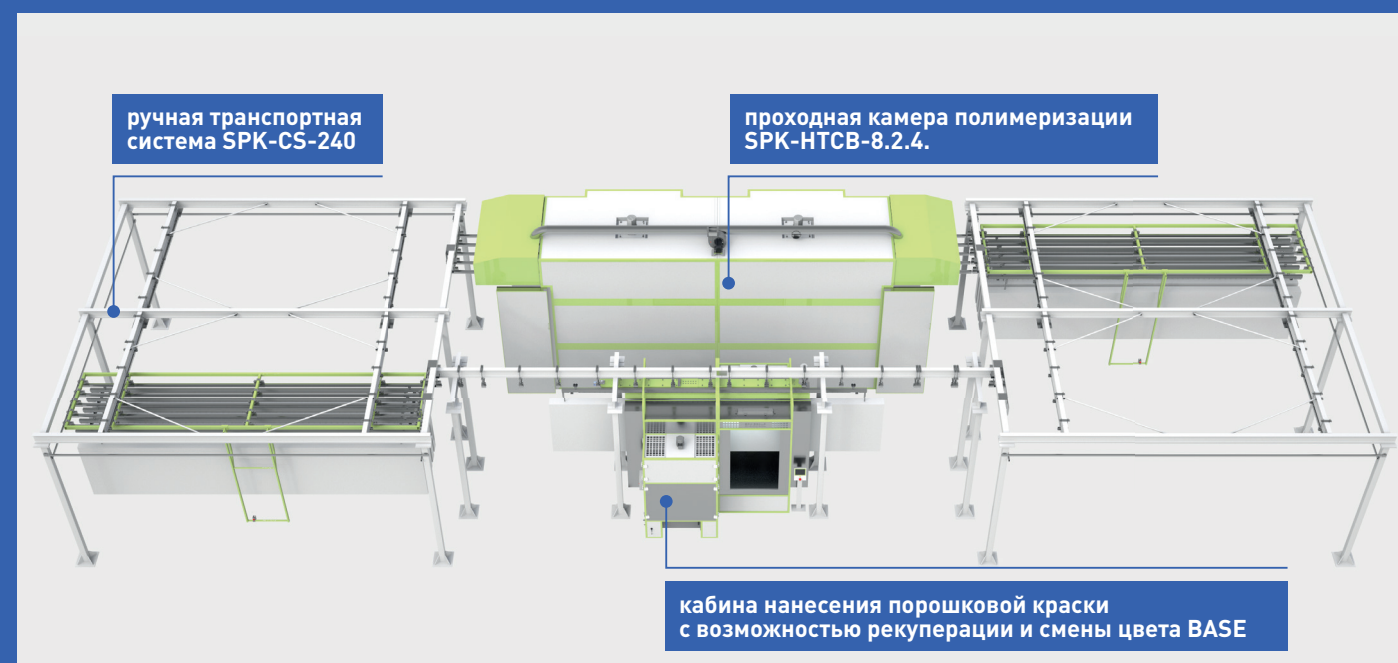 ручная транспортная
система SPK-CS-240
проходная камера полимеризации
SPK-HTCB-8.2.4.
кабина нанесения порошковой краски
с возможностью рекуперации и смены цвета BASE